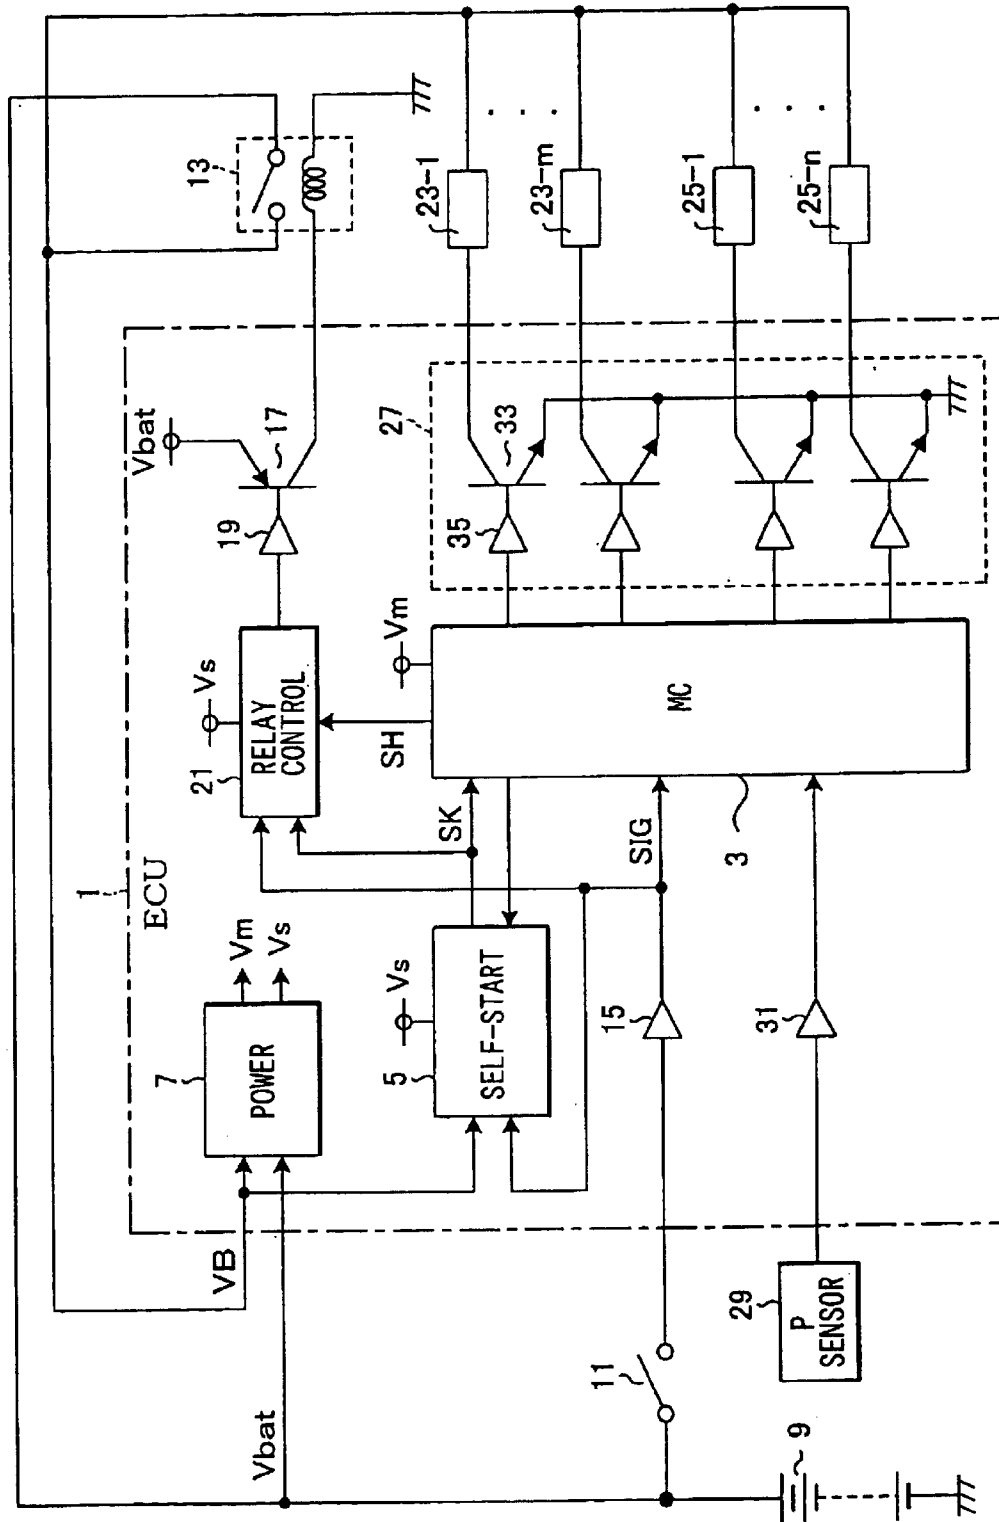 1
ECU
VB
Vbat
7
POWER
Vm
Vs
5
SELF-START
Vs
21
RELAY
CONTROL
Vs
19
17
Vbat
13
SK
SH
SIG
Vm
MC
3
15
31
11
9
29
P
SENSOR
27
35
33
23-1
. . .
23-m
25-1
. . .
25-n